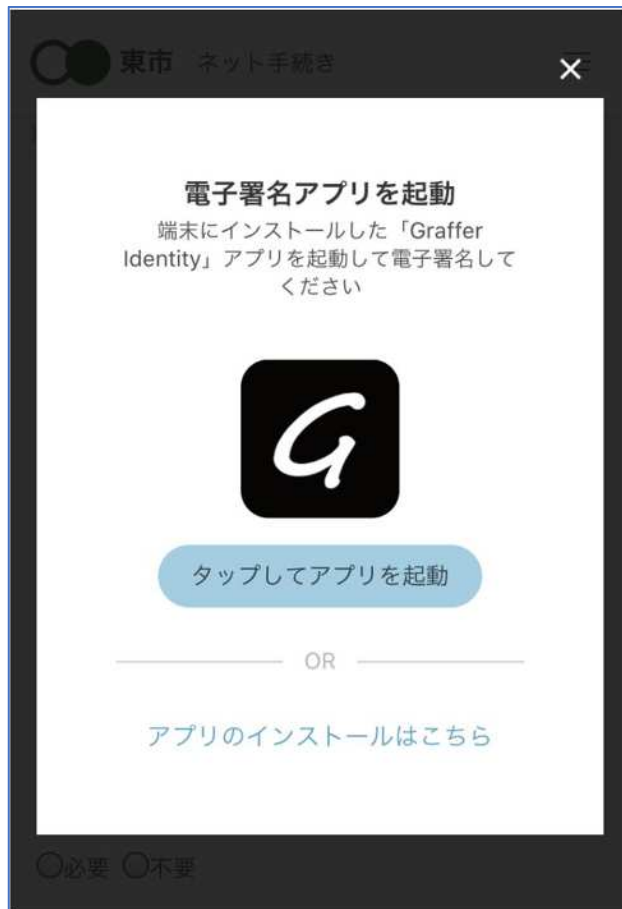 東市 ネット手続き
電子署名アプリを起動
端末にインストールした「Graffer
Identity」アプリを起動して電子署名して
ください
G
タップしてアプリを起動
OR
アプリのインストールはこちら
○必要 ○不要